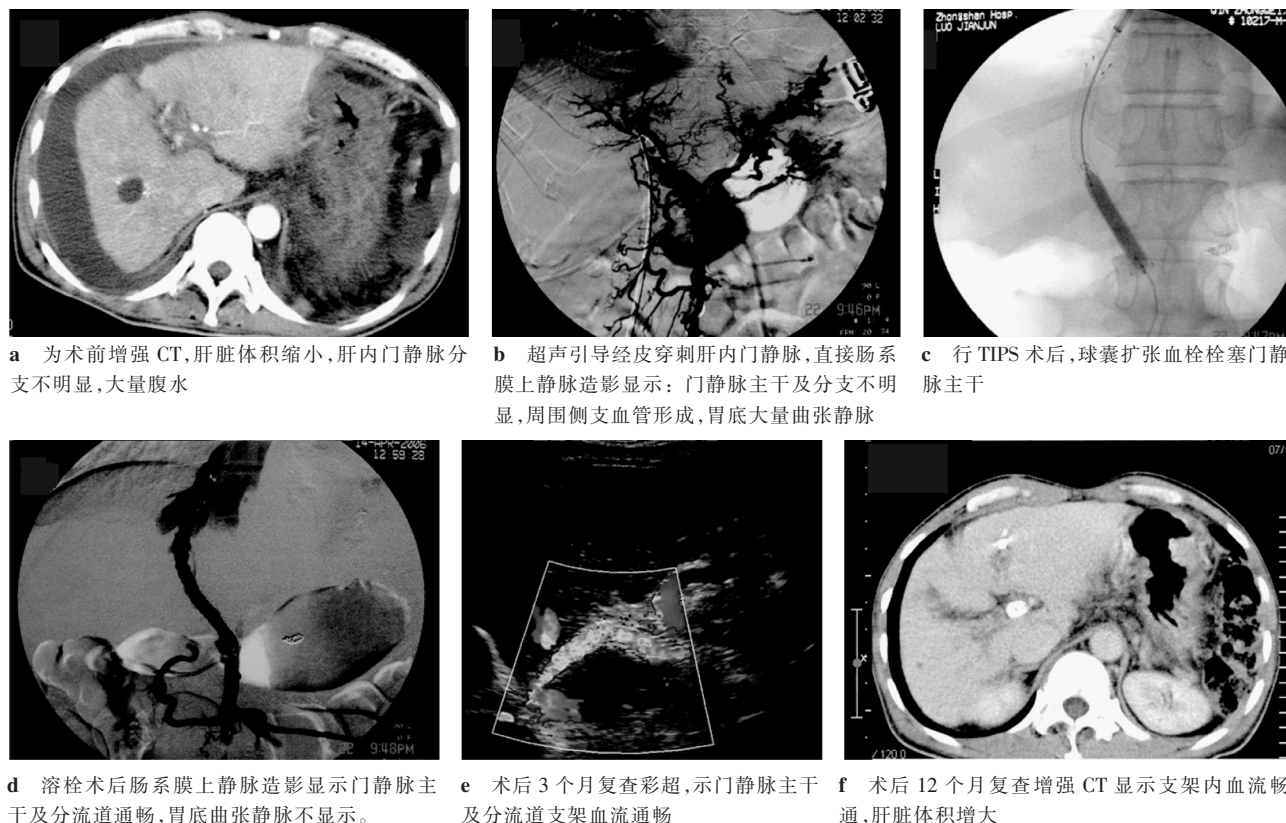 12 02 32
90 L
0 P
22 9:46PM
Zhongshan Hosp.
LUO JIANJUN
# 10217-M-
a 为术前增强 CT,肝脏体积缩小,肝内门静脉分
支不明显,大量腹水
b 超声引导经皮穿刺肝内门静脉,直接肠系
膜上静脉造影显示：门静脉主干及分支不明
显,周围侧支血管形成,胃底大量曲张静脉
c 行 TIPS 术后,球囊扩张血栓栓塞门静
脉主干
14-APR-2006
12 59 28
22 9:48PM
07/
/120.0
d 溶栓术后肠系膜上静脉造影显示门静脉主
干及分流道通畅,胃底曲张静脉不显示。
e 术后 3 个月复查彩超,示门静脉主干
及分流道支架血流通畅
f 术后 12 个月复查增强 CT 显示支架内血流畅
通,肝脏体积增大